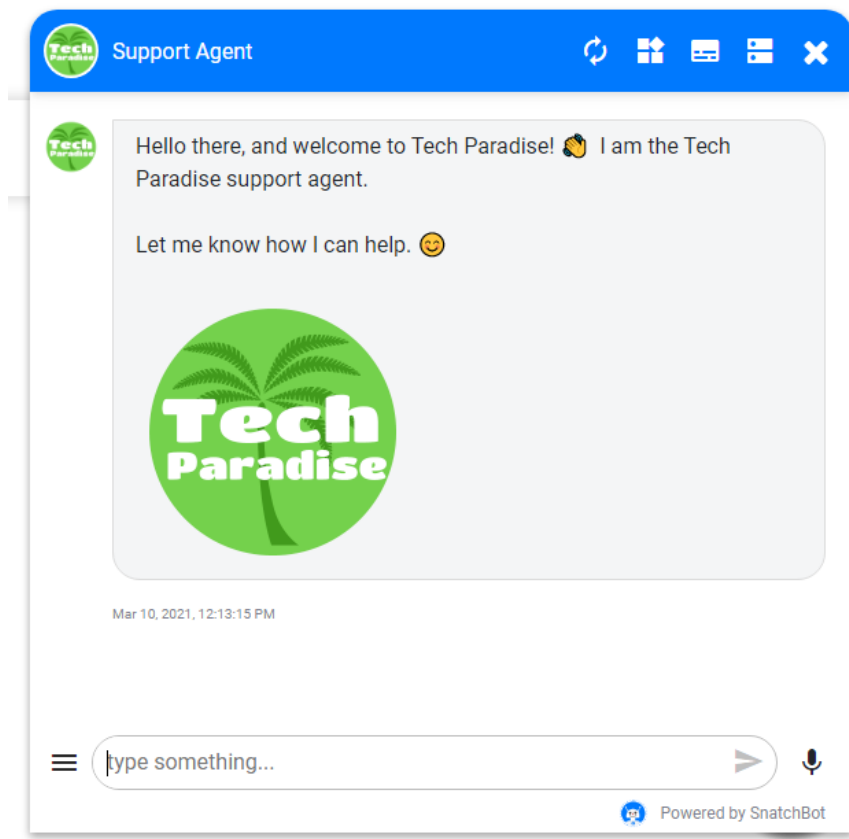 Tech
Paradise
Support Agent
Tech
Paradise
Hello there, and welcome to Tech Paradise! 👏 I am the Tech
Paradise support agent.
Let me know how I can help. 😊
Tech
Paradise
Mar 10, 2021, 12:13:15 PM
type something...
Powered by SnatchBot